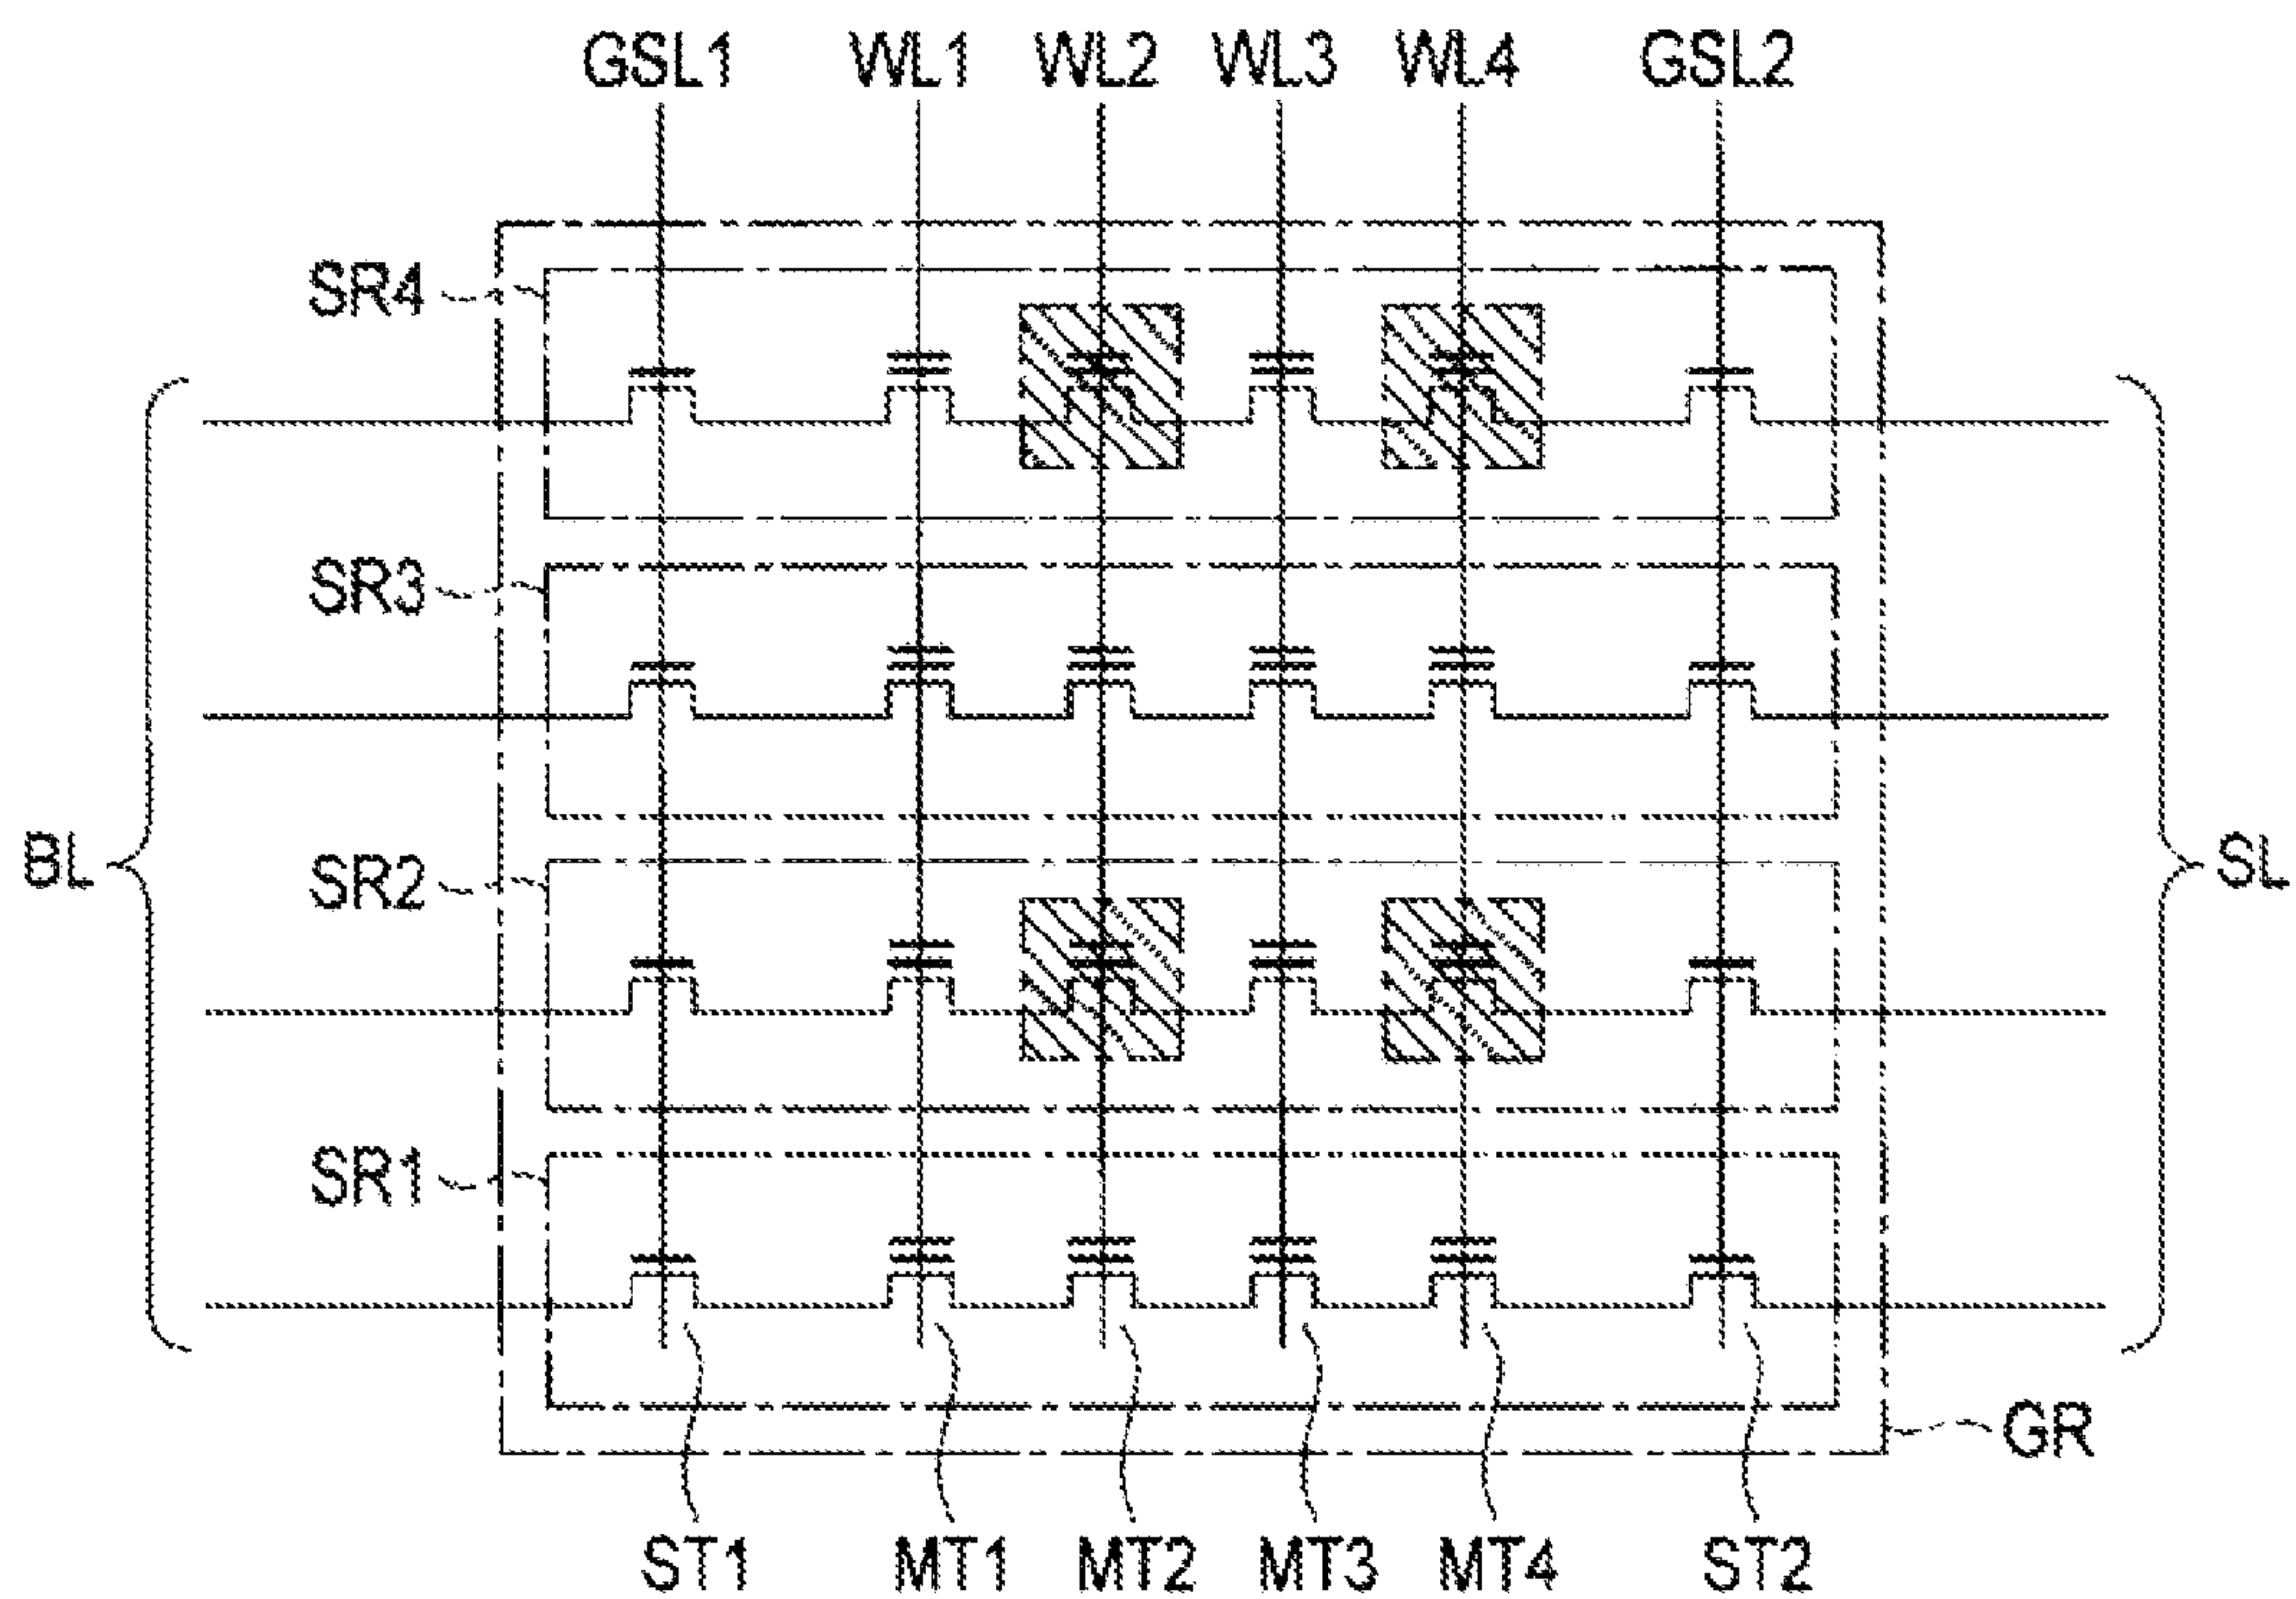 GSL1 WL1 WL2 WL3 WL4 GSL2
SR4
SR3
BL
SL
SR2
SR1
GR
ST1 MT1 MT2 MT3 MT4 ST2